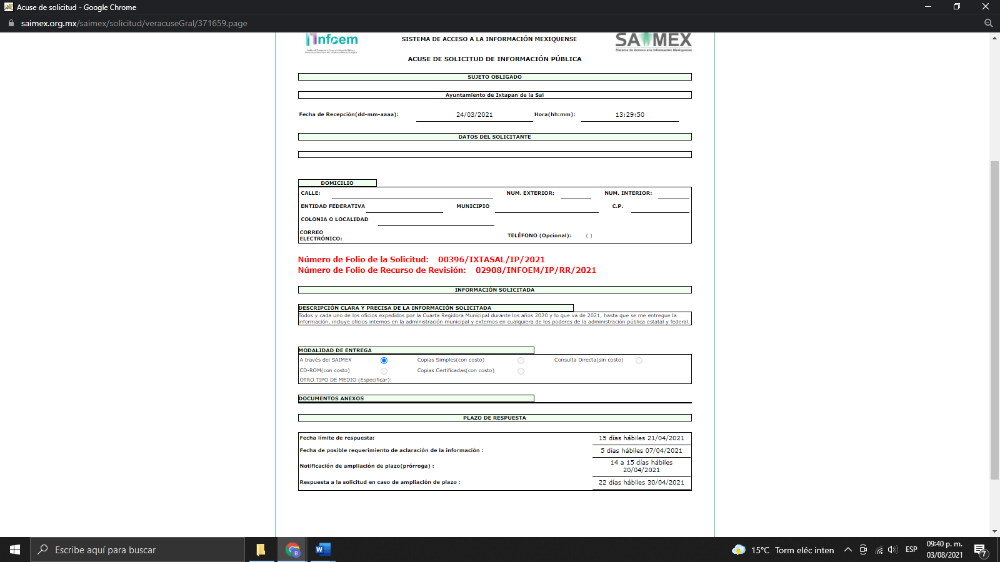 Acuse de solicitud - Google Chrome
saimex.org.mx/saimex/solicitud/veracuseGral/371659.page
Infoem
SISTEMA DE ACCESO A LA INFORMACIÓN MEXIQUENSE
SAIMEX
Sistema de Acceso a la Información Mexiquense
ACUSE DE SOLICITUD DE INFORMACIÓN PÚBLICA
SUJETO OBLIGADO
Ayuntamiento de Ixtapan de la Sal
Fecha de Recepción(dd-mm-aaaa): 24/03/2021 Hora(hh:mm): 13:29:50
DATOS DEL SOLICITANTE
DOMICILIO
CALLE: NUM. EXTERIOR: NUM. INTERIOR:
ENTIDAD FEDERATIVA MUNICIPIO C.P.
COLONIA O LOCALIDAD
CORREO
ELECTRÓNICO: TELÉFONO (Opcional): ( )
Número de Folio de la Solicitud: 00396/IXTASAL/IP/2021
Número de Folio de Recurso de Revisión: 02908/INFOEM/IP/RR/2021
INFORMACIÓN SOLICITADA
DESCRIPCIÓN CLARA Y PRECISA DE LA INFORMACIÓN SOLICITADA
Todos y cada uno de los oficios expedidos por la Cuarta Regidora Municipal durante los años 2020 y lo que va de 2021, hasta que se me entregue la
información, incluye oficios internos en la administración municipal y externos en cualquiera de los poderes de la administración pública estatal y federal.
MODALIDAD DE ENTREGA
A través del SAIMEX Copias Simples(con costo) Consulta Directa(sin costo)
CD-ROM(con costo) Copias Certificadas(con costo)
OTRO TIPO DE MEDIO (Especificar):
DOCUMENTOS ANEXOS
PLAZO DE RESPUESTA
Fecha límite de respuesta: 15 días hábiles 21/04/2021
Fecha de posible requerimiento de aclaración de la información : 5 días hábiles 07/04/2021
Notificación de ampliación de plazo(prórroga) : 14 a 15 días hábiles
20/04/2021
Respuesta a la solicitud en caso de ampliación de plazo : 22 días hábiles 30/04/2021
Escribe aquí para buscar
B
W
15°C Torm eléc inten
ESP
09:40 p. m.
03/08/2021
7